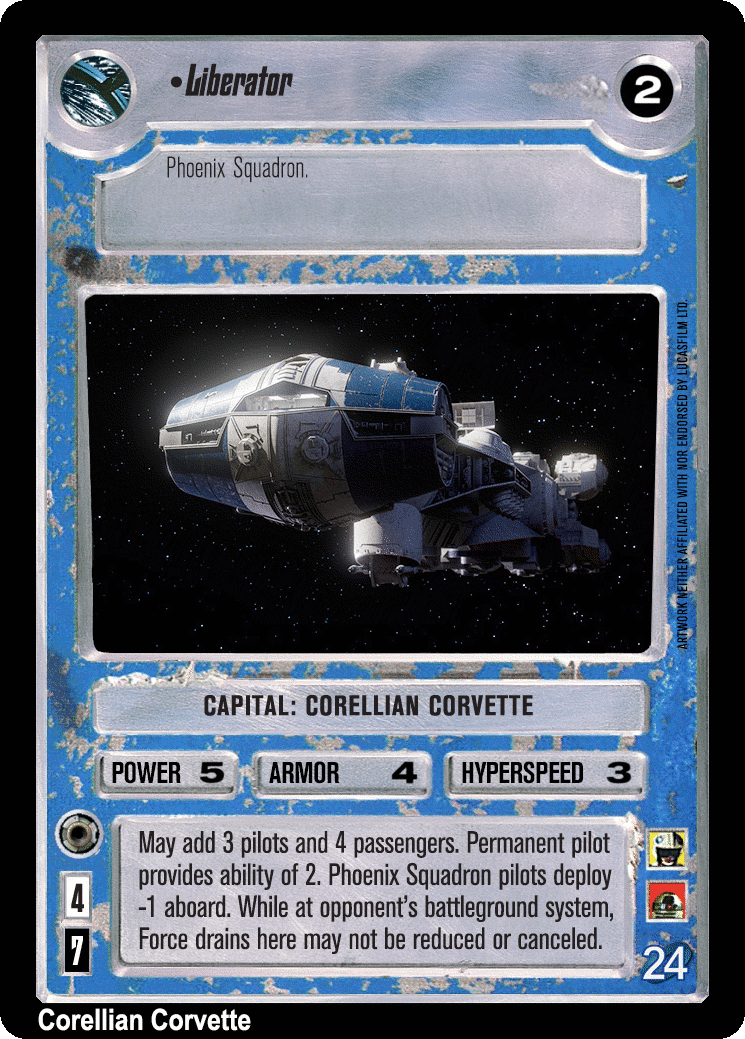 •Liberator
2
Phoenix Squadron.
ARTWORK NEITHER AFFILIATED WITH NOR ENDORSED BY LUCASFILM LTD.
CAPITAL: CORELLIAN CORVETTE
POWER 5 ARMOR 4 HYPERSPEED 3
May add 3 pilots and 4 passengers. Permanent pilot
provides ability of 2. Phoenix Squadron pilots deploy
-1 aboard. While at opponent's battleground system,
Force drains here may not be reduced or canceled.
4
7
24
Corellian Corvette